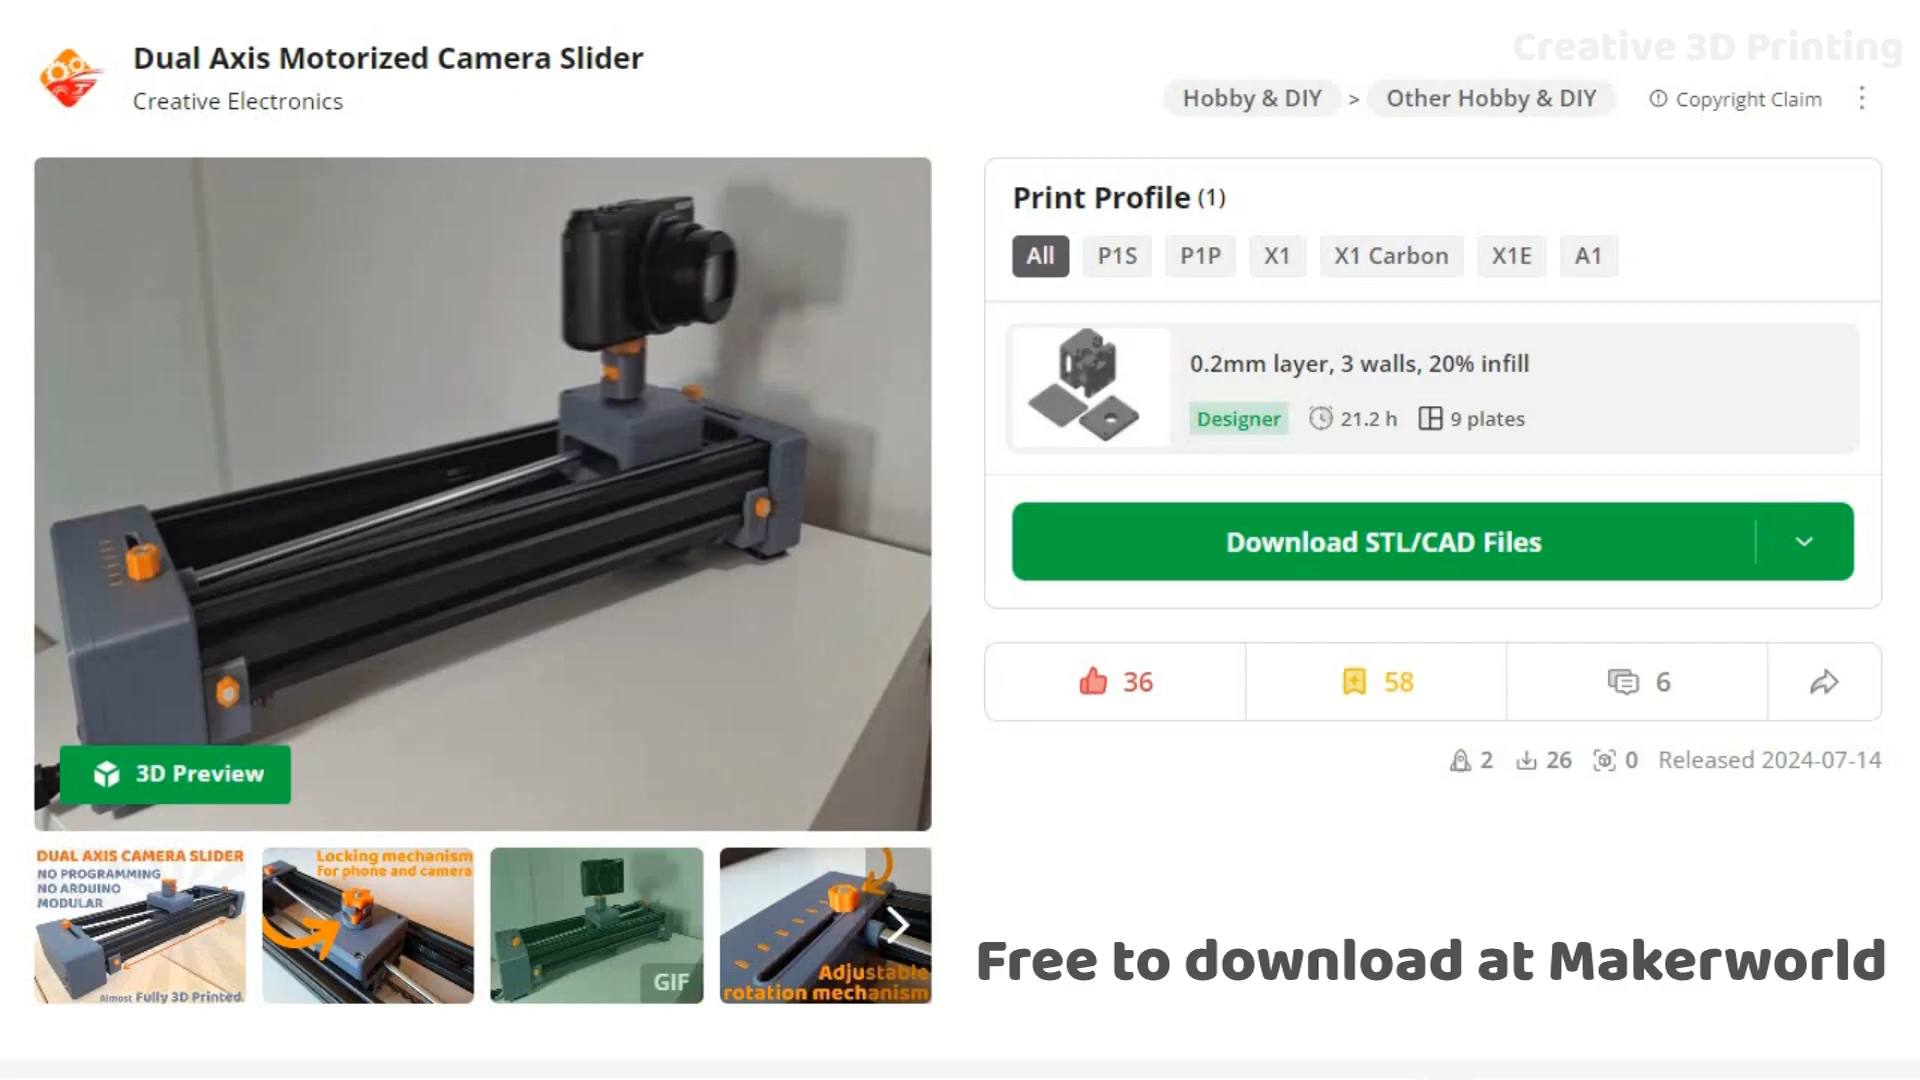 Creative 3D Printing
Dual Axis Motorized Camera Slider
Creative Electronics
Hobby & DIY > Other Hobby & DIY
Copyright Claim
Print Profile (1)
All P1S P1P X1 X1 Carbon X1E A1
0.2mm layer, 3 walls, 20% infill
Designer 21.2 h 9 plates
Download STL/CAD Files
36 58 6
2 26 0 Released 2024-07-14
3D Preview
DUAL AXIS CAMERA SLIDER
NO PROGRAMMING
NO ARDUINO
MODULAR
Almost Fully 3D Printed.
Locking mechanism
For phone and camera
GIF
Adjustable
rotation mechanism
Free to download at Makerworld